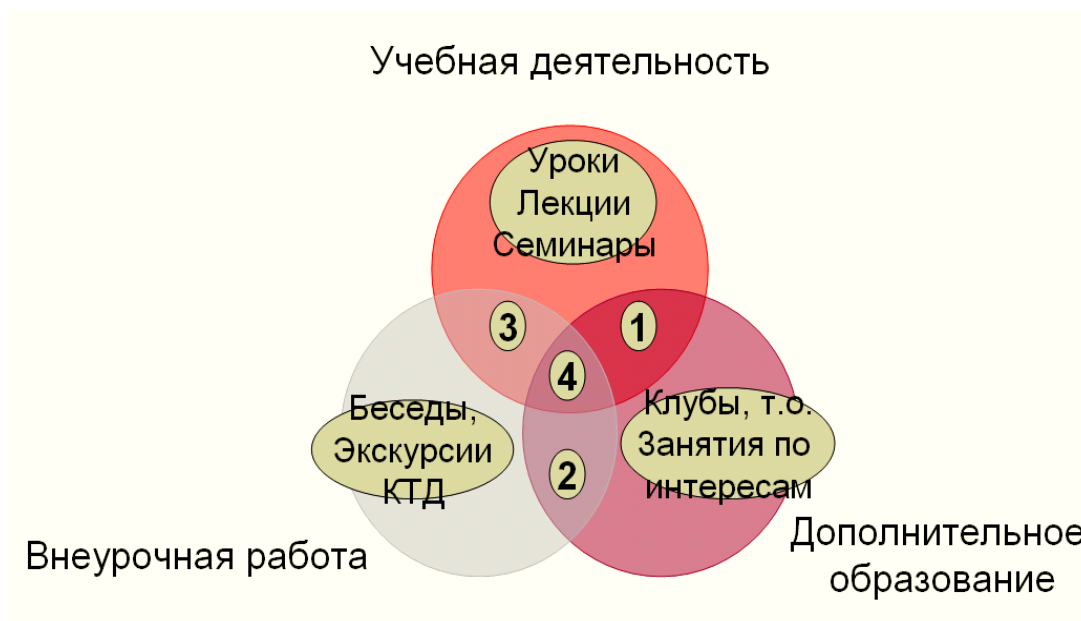 Учебная деятельность
Уроки
Лекции
Семинары
3
1
4
Беседы,
Экскурсии
КТД
Клубы, т.о.
Занятия по
интересам
2
Внеурочная работа
Дополнительное
образование